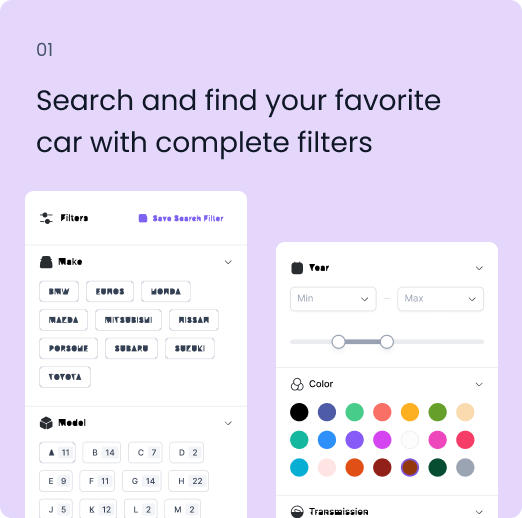 01
Search and find your favorite
car with complete filters
Filters
Save Search Filter
Make
BMW
EUNOS
HONDA
MAZDA
MITSUBISHI
NISSAN
PORSCHE
SUBARU
SUZUKI
TOYOTA
Model
A 11
B 14
C 7
D 2
E 9
F 11
G 14
H 22
J 5
K 12
L 2
M 2
Year
Min
Max
Color
Transmission